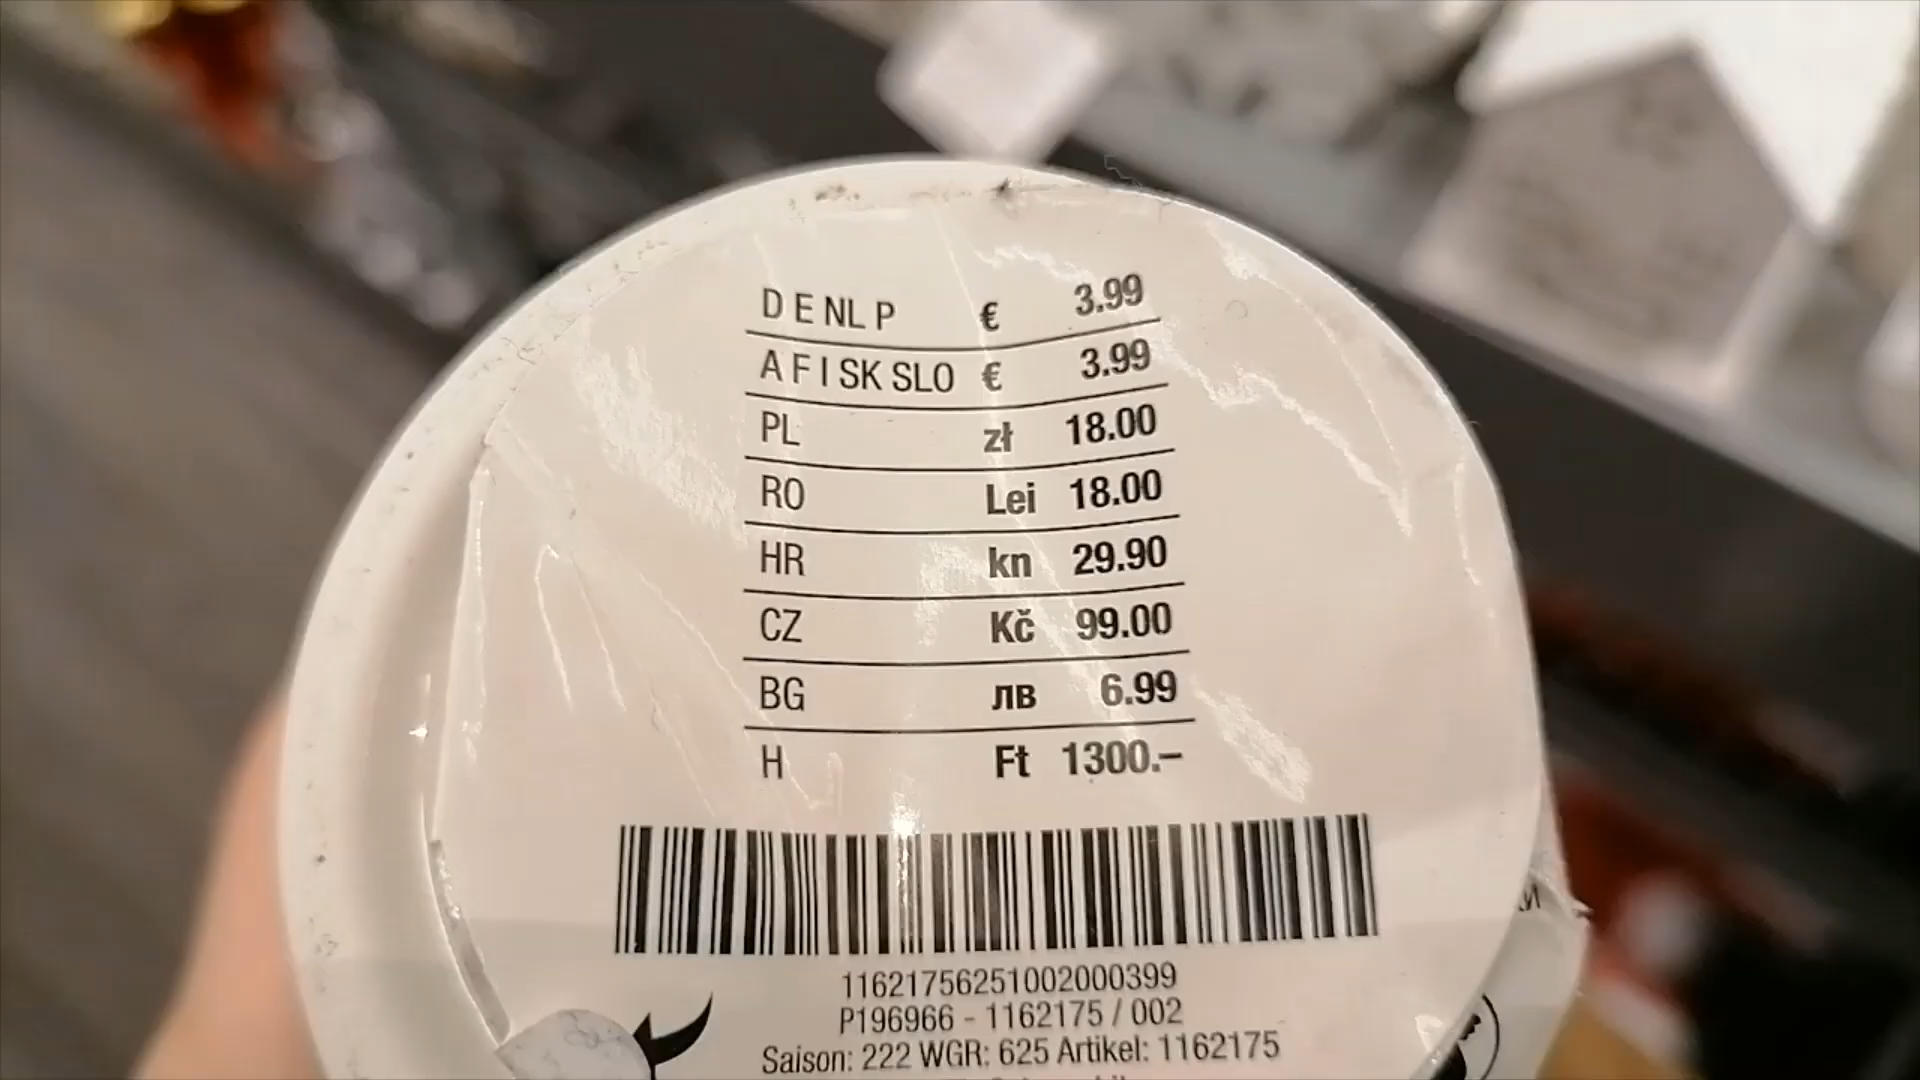 D E NL P € 3.99
A F I SK SLO € 3.99
PL zł 18.00
RO Lei 18.00
HR kn 29.90
CZ Kč 99.00
BG лв 6.99
H Ft 1300.–
11621756251002000399
P196966 - 1162175 / 002
Saison: 222 WGR: 625 Artikel: 1162175